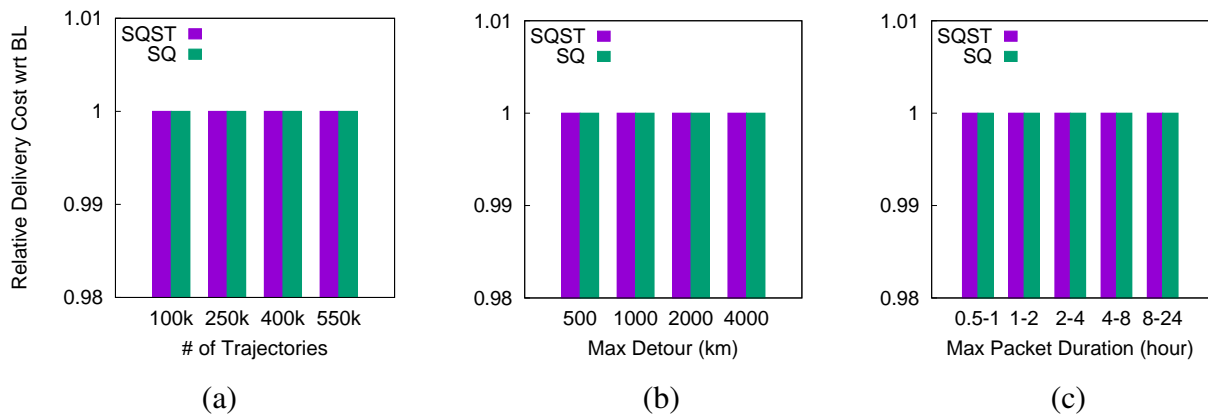 Relative Delivery Cost wrt BL
1.01
1
0.99
0.98
SQST
SQ
100k 250k 400k 550k
# of Trajectories
(a)
1.01
1
0.99
0.98
SQST
SQ
500 1000 2000 4000
Max Detour (km)
(b)
1.01
1
0.99
0.98
SQST
SQ
0.5-1 1-2 2-4 4-8 8-24
Max Packet Duration (hour)
(c)